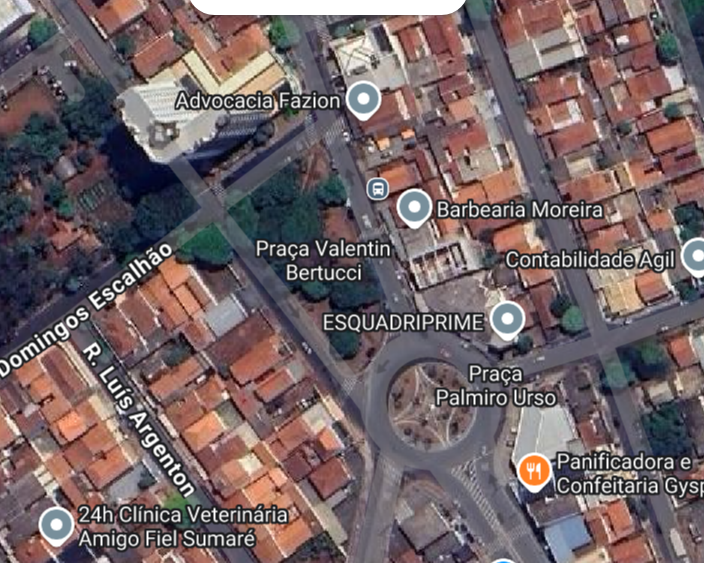 Advocacia Fazion
Barbearia Moreira
Praça Valentin
Bertucci
Contabilidade Agil
Domingos Escalhão
ESQUADRIPRIME
R. Luís Argenton
Praça
Palmiro Urso
Panificadora e
Confeitaria Gysp
24h Clínica Veterinária
Amigo Fiel Sumaré